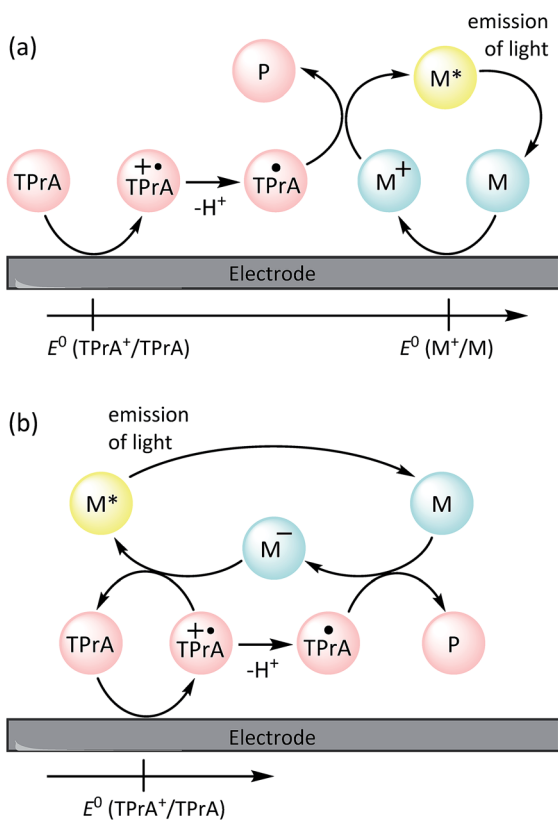 (a)
emission
of light
P
M*
TPrA
+•
TPrA
-H⁺
•
TPrA
M⁺
M
Electrode
E⁰ (TPrA⁺/TPrA)
E⁰ (M⁺/M)
(b)
emission
of light
M*
M
M⁻
TPrA
+•
TPrA
-H⁺
•
TPrA
P
Electrode
E⁰ (TPrA⁺/TPrA)